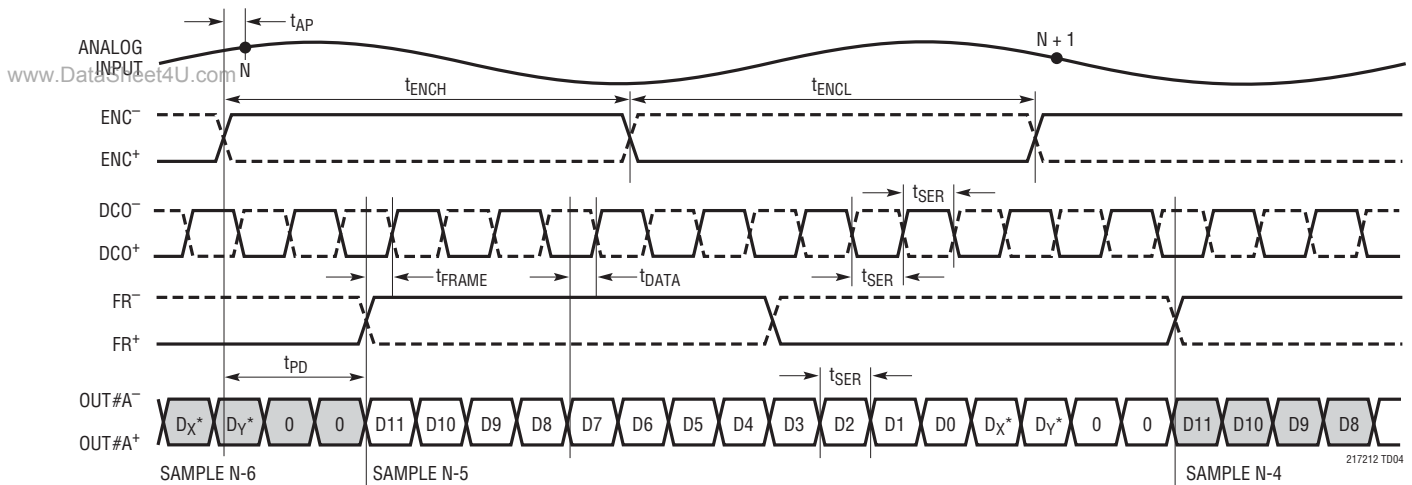 tAP
ANALOG
INPUT
www.DataSheet4U.com
N
N + 1
tENCH
tENCL
ENC–
ENC+
tSER
DCO–
DCO+
tFRAME
tDATA
tSER
FR–
FR+
tPD
tSER
OUT#A–
OUT#A+
DX* DY* 0 0 D11 D10 D9 D8 D7 D6 D5 D4 D3 D2 D1 D0 DX* DY* 0 0 D11 D10 D9 D8
217212 TD04
SAMPLE N-6
SAMPLE N-5
SAMPLE N-4